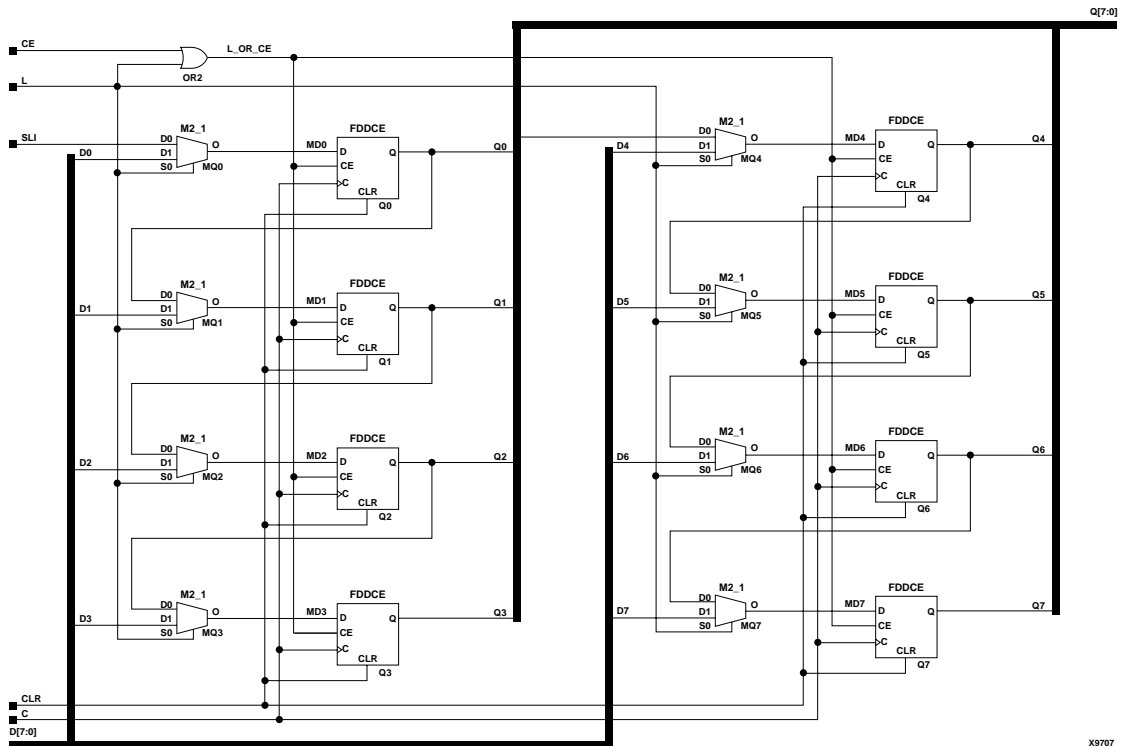 Q[7:0]
CE
L_OR_CE
OR2
L
SLI
M2_1
D0
D1
S0
O
MQ0
D0
MD0
FDDCE
D
CE
C
Q
CLR
Q0
Q0
M2_1
D0
D1
S0
O
MQ1
D1
MD1
FDDCE
D
CE
C
Q
CLR
Q1
Q1
M2_1
D0
D1
S0
O
MQ2
D2
MD2
FDDCE
D
CE
C
Q
CLR
Q2
Q2
M2_1
D0
D1
S0
O
MQ3
D3
MD3
FDDCE
D
CE
C
Q
CLR
Q3
Q3
M2_1
D0
D1
S0
O
MQ4
D4
MD4
FDDCE
D
CE
C
Q
CLR
Q4
Q4
M2_1
D0
D1
S0
O
MQ5
D5
MD5
FDDCE
D
CE
C
Q
CLR
Q5
Q5
M2_1
D0
D1
S0
O
MQ6
D6
MD6
FDDCE
D
CE
C
Q
CLR
Q6
Q6
M2_1
D0
D1
S0
O
MQ7
D7
MD7
FDDCE
D
CE
C
Q
CLR
Q7
Q7
CLR
C
D[7:0]
X9707